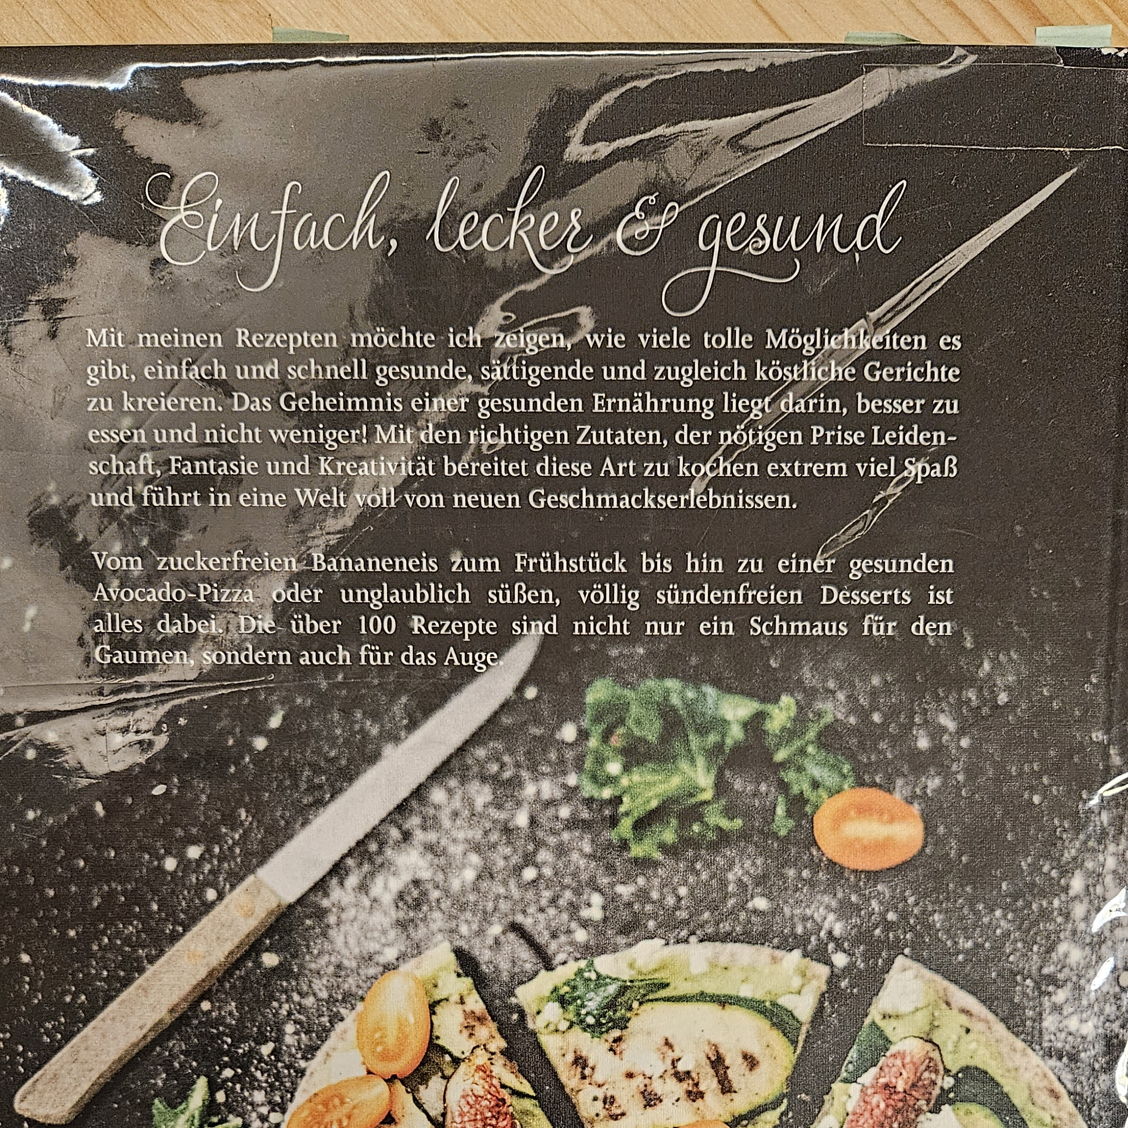 Einfach, lecker & gesund
Mit meinen Rezepten möchte ich zeigen, wie viele tolle Möglichkeiten es
gibt, einfach und schnell gesunde, sättigende und zugleich köstliche Gerichte
zu kreieren. Das Geheimnis einer gesunden Ernährung liegt darin, besser zu
essen und nicht weniger! Mit den richtigen Zutaten, der nötigen Prise Leiden-
schaft, Fantasie und Kreativität bereitet diese Art zu kochen extrem viel Spaß
und führt in eine Welt voll von neuen Geschmackserlebnissen.
Vom zuckerfreien Bananeneis zum Frühstück bis hin zu einer gesunden
Avocado-Pizza oder unglaublich süßen, völlig sündenfreien Desserts ist
alles dabei. Die über 100 Rezepte sind nicht nur ein Schmaus für den
Gaumen, sondern auch für das Auge.